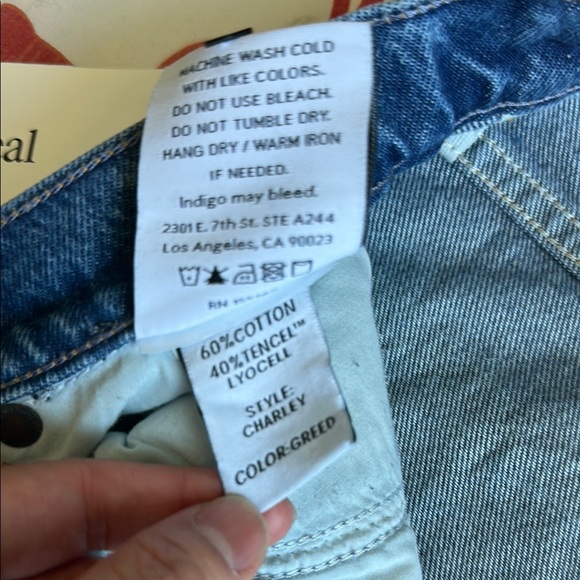 MACHINE WASH COLD
WITH LIKE COLORS.
DO NOT USE BLEACH.
DO NOT TUMBLE DRY.
HANG DRY / WARM IRON
IF NEEDED.
Indigo may bleed.
2301 E. 7th St. STE A244
Los Angeles, CA 90023
RN
60%COTTON
40%TENCEL™
LYOCELL
STYLE:
CHARLEY
COLOR:GREED